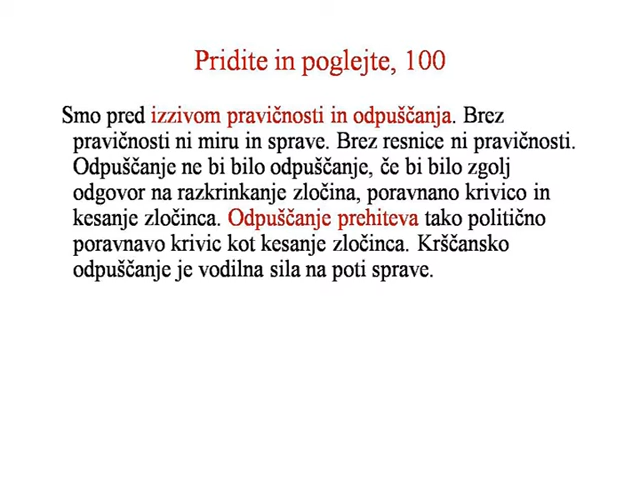 Pridite in poglejte, 100
Smo pred izzivom pravičnosti in odpuščanja. Brez
pravičnosti ni miru in sprave. Brez resnice ni pravičnosti.
Odpuščanje ne bi bilo odpuščanje, če bi bilo zgolj
odgovor na razkrinkanje zločina, poravnano krivico in
kesanje zločinca. Odpuščanje prehiteva tako politično
poravnavo krivic kot kesanje zločinca. Krščansko
odpuščanje je vodilna sila na poti sprave.